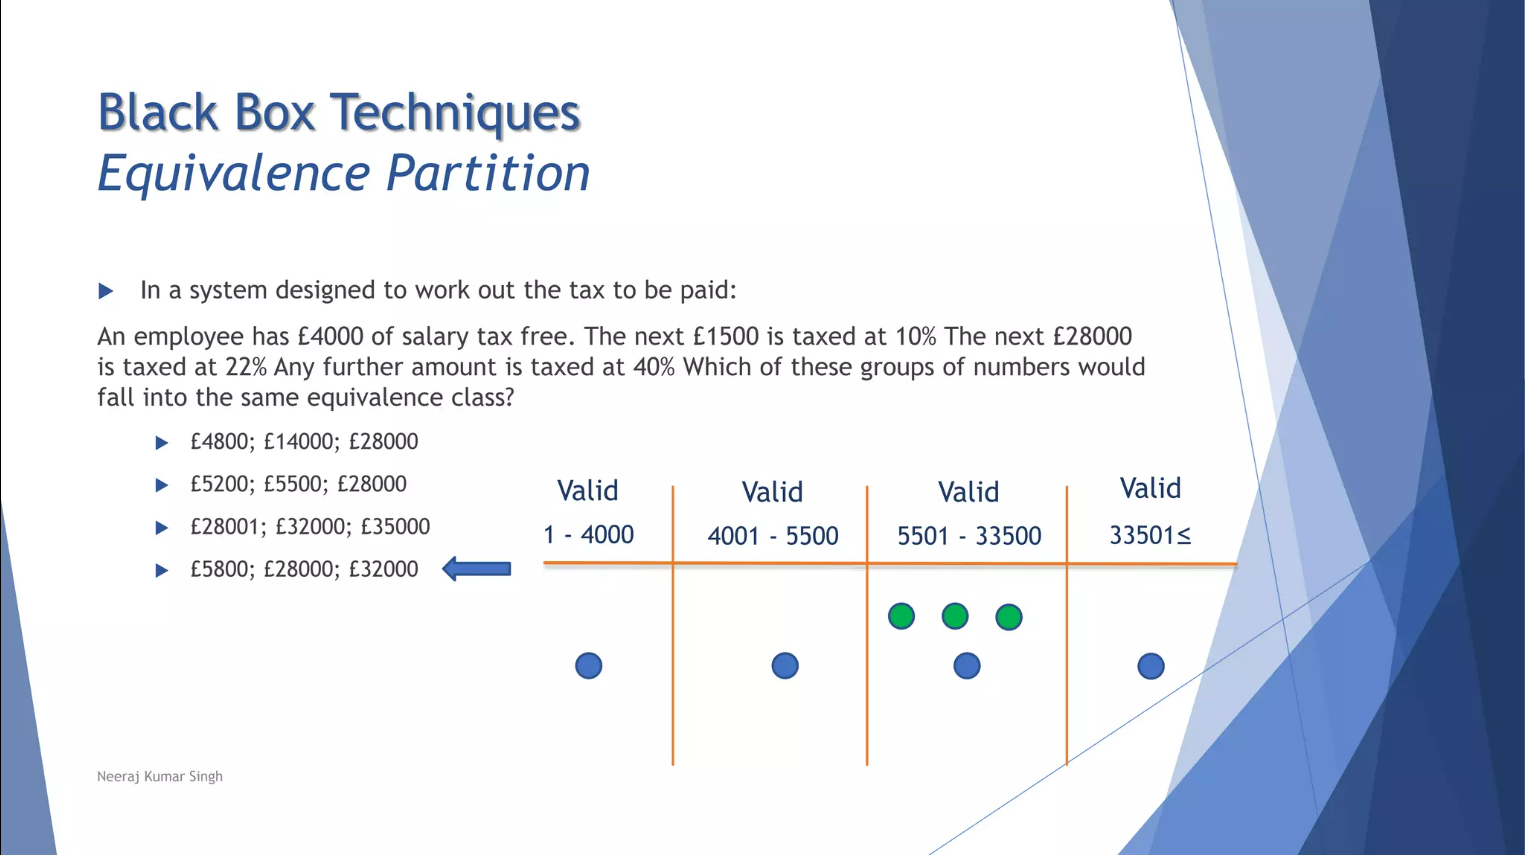 Black Box Techniques
Equivalence Partition
In a system designed to work out the tax to be paid:
An employee has £4000 of salary tax free. The next £1500 is taxed at 10% The next £28000
is taxed at 22% Any further amount is taxed at 40% Which of these groups of numbers would
fall into the same equivalence class?
£4800; £14000; £28000
£5200; £5500; £28000
£28001; £32000; £35000
£5800; £28000; £32000
Valid Valid Valid Valid
1 - 4000 4001 - 5500 5501 - 33500 33501≤
Neeraj Kumar Singh